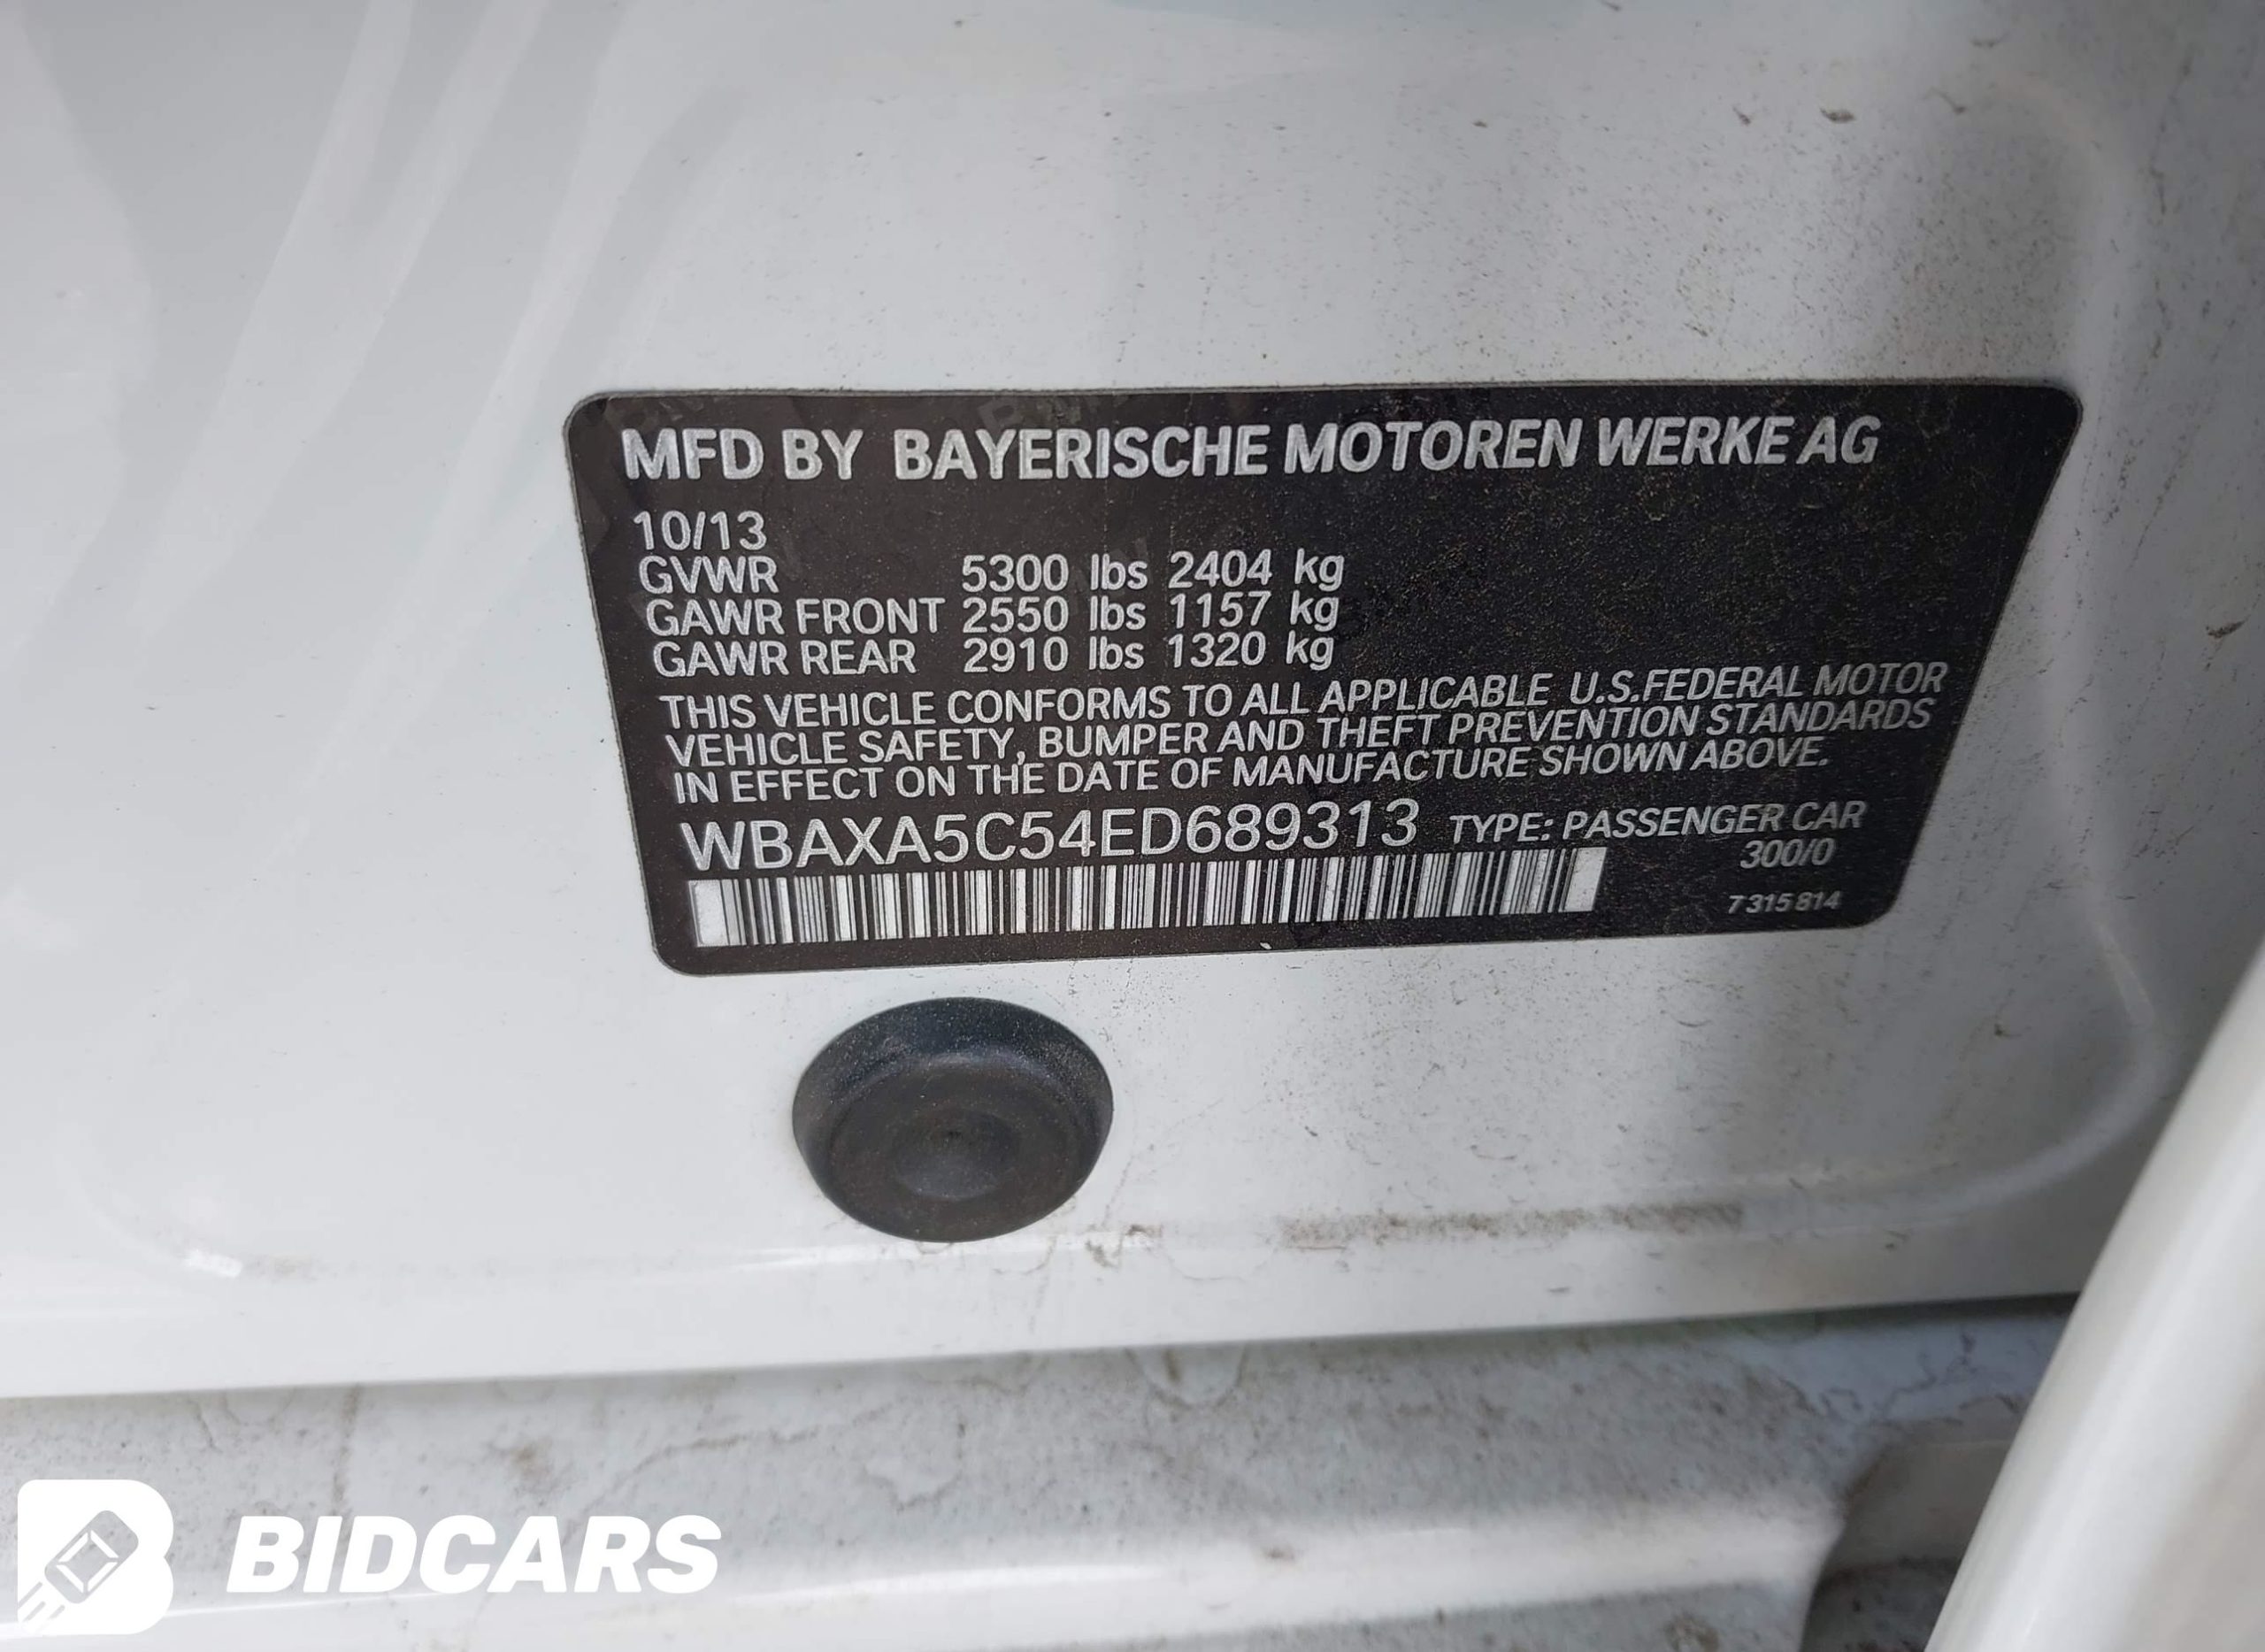 MFD BY BAYERISCHE MOTOREN WERKE AG
10/13
GVWR 5300 lbs 2404 kg
GAWR FRONT 2550 lbs 1157 kg
GAWR REAR 2910 lbs 1320 kg
THIS VEHICLE CONFORMS TO ALL APPLICABLE U.S.FEDERAL MOTOR
VEHICLE SAFETY, BUMPER AND THEFT PREVENTION STANDARDS
IN EFFECT ON THE DATE OF MANUFACTURE SHOWN ABOVE.
WBAXA5C54ED689313 TYPE: PASSENGER CAR
300/0
7 315 814
BIDCARS